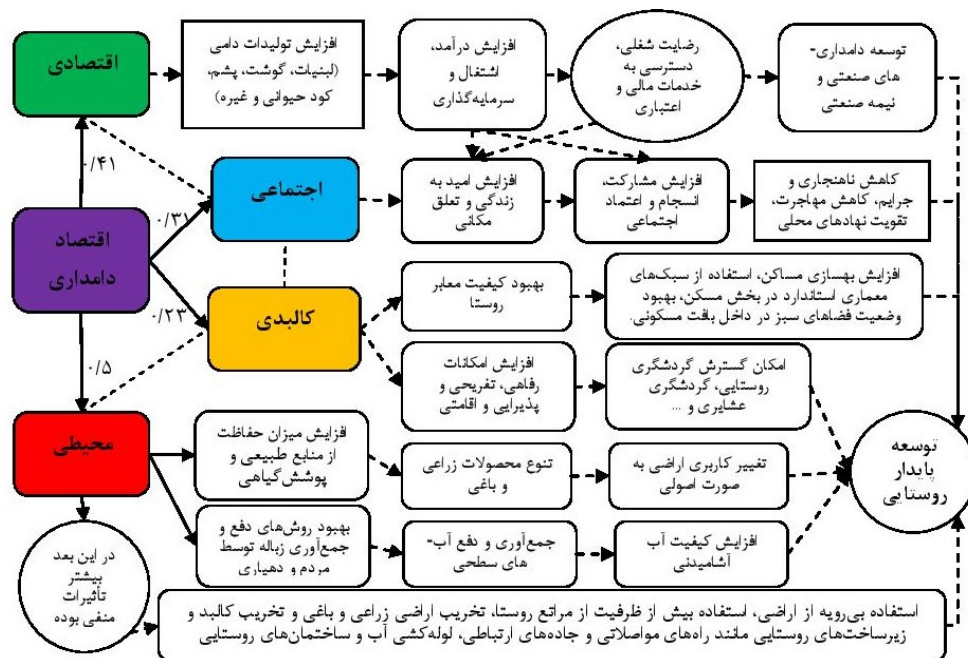 اقتصادی
افزایش تولیدات دامی
(لبنیات، گوشت، پشم،
کود حیوانی و غیره)
افزایش درآمد،
اشتغال و
سرمایه‌گذاری
رضایت شغلی،
دسترسی به
خدمات مالی و
اعتباری
توسعه دامداری-
های صنعتی و
نیمه صنعتی
۰/۴۱
اقتصاد
دامداری
۰/۳۱
۰/۲۳
۰/۵
اجتماعی
افزایش امید به
زندگی و تعلق
مکانی
افزایش مشارکت،
انسجام و اعتماد
اجتماعی
کاهش ناهنجاری و
جرایم، کاهش مهاجرت،
تقویت نهادهای محلی
کالبدی
بهبود کیفیت معابر
روستا
افزایش بهسازی مساکن، استفاده از سبک‌های
معماری استاندارد در بخش مسکن، بهبود
وضعیت فضاهای سبز در داخل بافت مسکونی.
افزایش امکانات
رفاهی، تفریحی و
پذیرایی و اقامتی
امکان گسترش گردشگری
روستایی، گردشگری
عشایری و ...
محیطی
افزایش میزان حفاظت
از منابع طبیعی و
پوشش‌گیاهی
تنوع محصولات زراعی
و باغی
تغییر کاربری اراضی به
صورت اصولی
توسعه
پایدار
روستایی
بهبود روش‌های دفع و
جمع‌آوری زباله توسط
مردم و دهیاری
جمع‌آوری و دفع آب-
های سطحی
افزایش کیفیت آب
آشامیدنی
در این بعد
بیشتر
تأثیرات
منفی بوده
استفاده بی‌رویه از اراضی، استفاده بیش از ظرفیت از مراتع روستا، تخریب اراضی زراعی و باغی و تخریب کالبد و
زیرساخت‌های روستایی مانند راه‌های مواصلاتی و جاده‌های ارتباطی، لوله‌کشی آب و ساختمان‌های روستایی